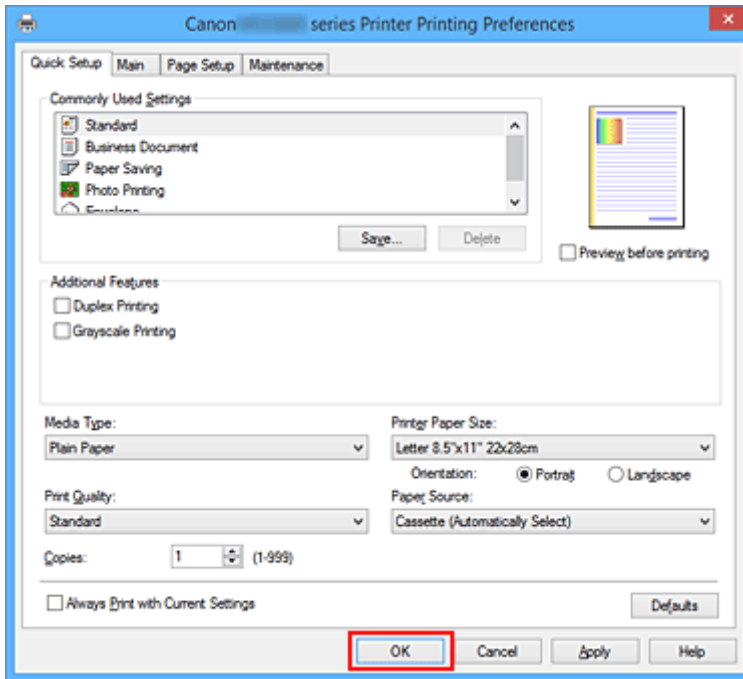 Canon series Printer Printing Preferences
Quick Setup Main Page Setup Maintenance
Commonly Used Settings
Standard
Business Document
Paper Saving
Photo Printing
Envelope
Save... Delete
Preview before printing
Additional Features
Duplex Printing
Grayscale Printing
Media Type: Printer Paper Size:
Plain Paper Letter 8.5"x11" 22x28cm
Orientation: Portrait Landscape
Print Quality: Paper Source:
Standard Cassette (Automatically Select)
Copies: 1 (1-999)
Always Print with Current Settings Defaults
OK Cancel Apply Help